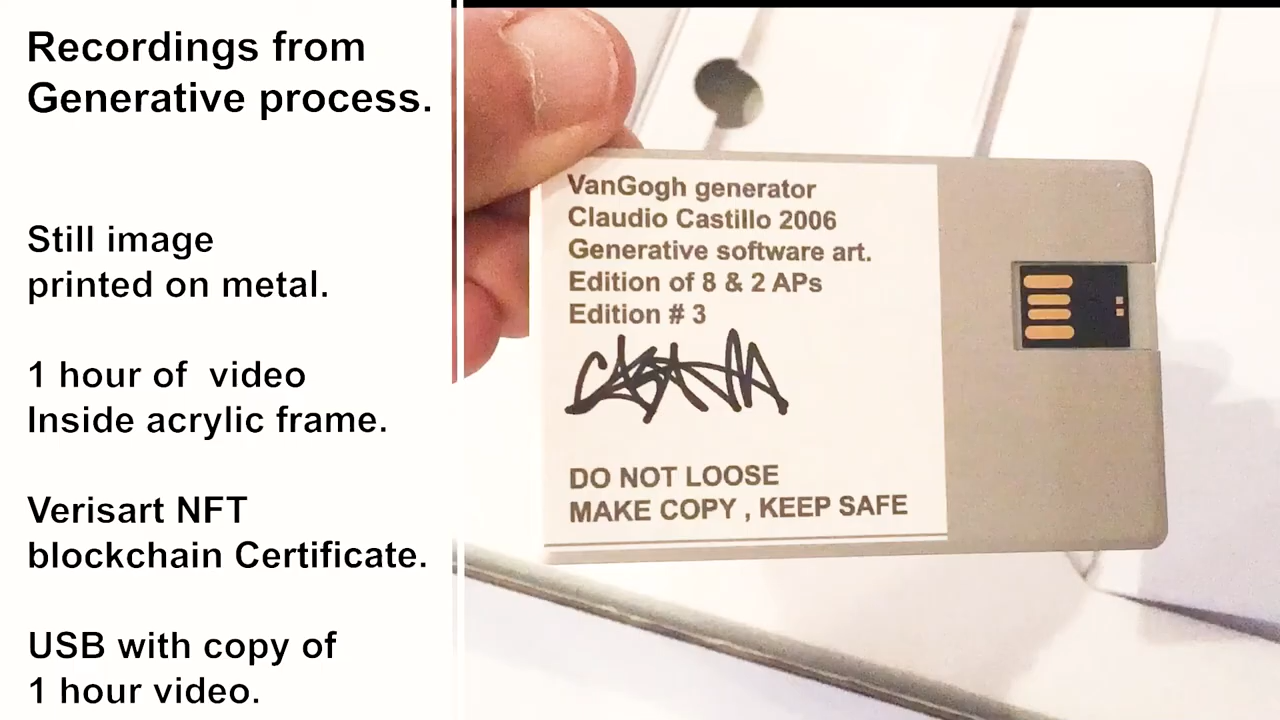 Recordings from
Generative process.
Still image
printed on metal.
1 hour of  video
Inside acrylic frame.
Verisart NFT
blockchain Certificate.
USB with copy of
1 hour video.
VanGogh generator
Claudio Castillo 2006
Generative software art.
Edition of 8 & 2 APs
Edition # 3
DO NOT LOOSE
MAKE COPY , KEEP SAFE